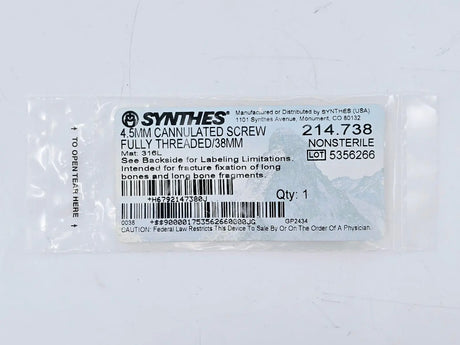 SYNTHES®
Manufactured or Distributed by SYNTHES (USA)
1101 Synthes Avenue, Monument, CO 80132
4.5MM CANNULATED SCREW
214.738
FULLY THREADED/38MM
NONSTERILE
Mat: 316L
LOT 5356266
See Backside for Labeling Limitations.
Intended for fracture fixation of long
bones and long bone fragments.
Qty: 1
*H6792147380J
0038
*+$$9000017535626600J0G
GP2434
CAUTION: Federal Law Restricts This Device To Sale By Or On The Order Of A Physician.
↑ TO OPEN TEAR HERE ↑